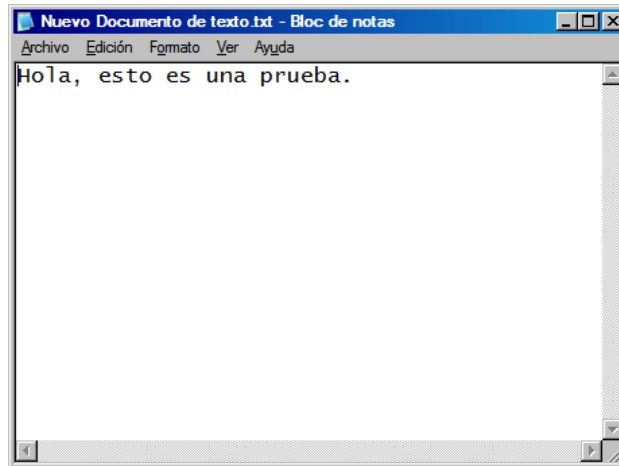 Nuevo Documento de texto.txt - Bloc de notas
Archivo Edición Formato Ver Ayuda
Hola, esto es una prueba.